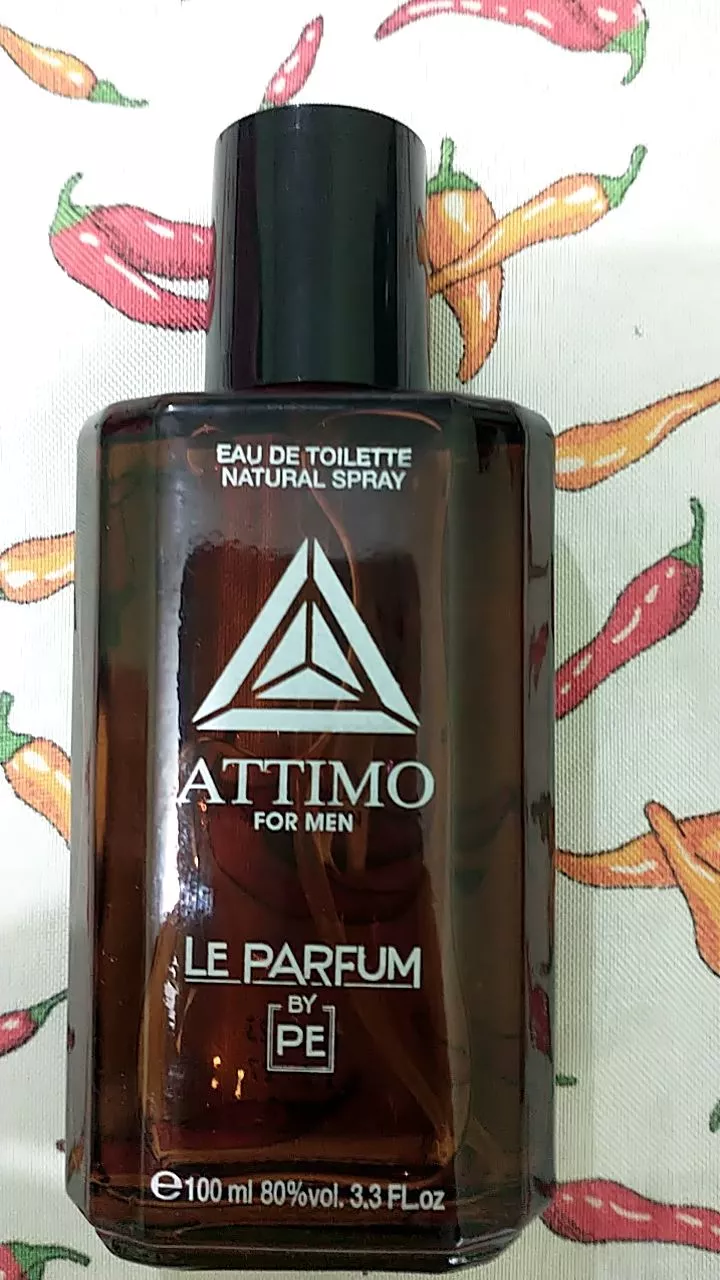 EAU DE TOILETTE
NATURAL SPRAY
ATTIMO
FOR MEN
LE PARFUM
BY
PE
e100 ml 80%vol. 3.3 FL.oz